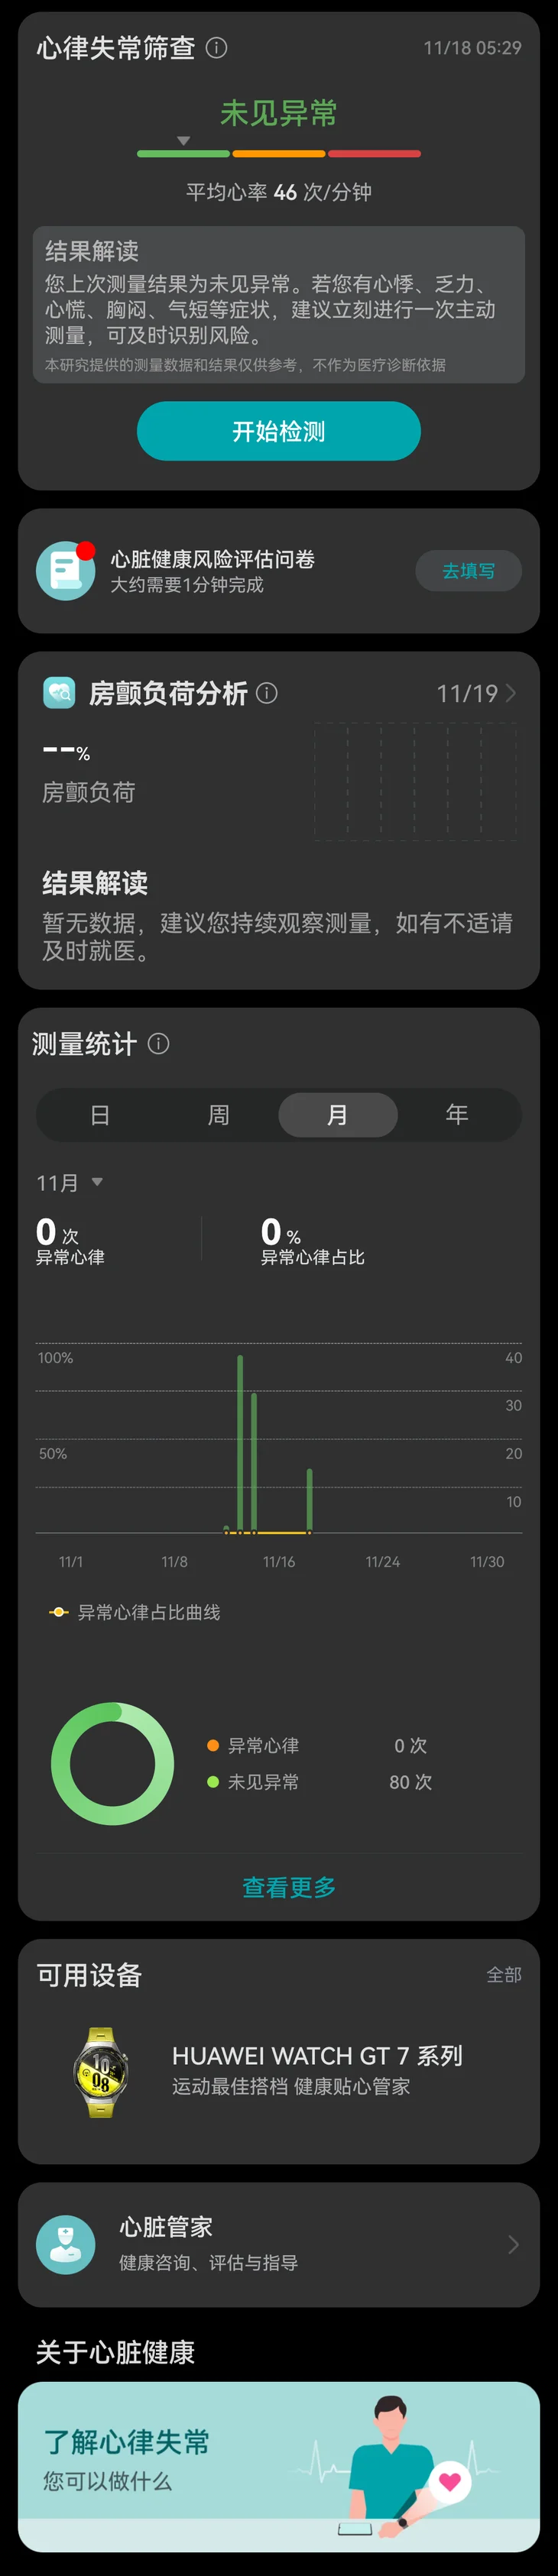 心律失常筛查
11/18 05:29
未见异常
平均心率 46 次/分钟
结果解读
您上次测量结果为未见异常。若您有心悸、乏力、
心慌、胸闷、气短等症状，建议立刻进行一次主动
测量，可及时识别风险。
本研究提供的测量数据和结果仅供参考，不作为医疗诊断依据
开始检测
心脏健康风险评估问卷
大约需要1分钟完成
去填写
房颤负荷分析
11/19
--%
房颤负荷
结果解读
暂无数据，建议您持续观察测量，如有不适请
及时就医。
测量统计
日 周 月 年
11月
0 次
异常心律
0 %
异常心律占比
100%
50%
40
30
20
10
11/1 11/8 11/16 11/24 11/30
异常心律占比曲线
异常心律 0 次
未见异常 80 次
查看更多
可用设备
全部
10
08
HUAWEI WATCH GT 7 系列
运动最佳搭档 健康贴心管家
心脏管家
健康咨询、评估与指导
关于心脏健康
了解心律失常
您可以做什么